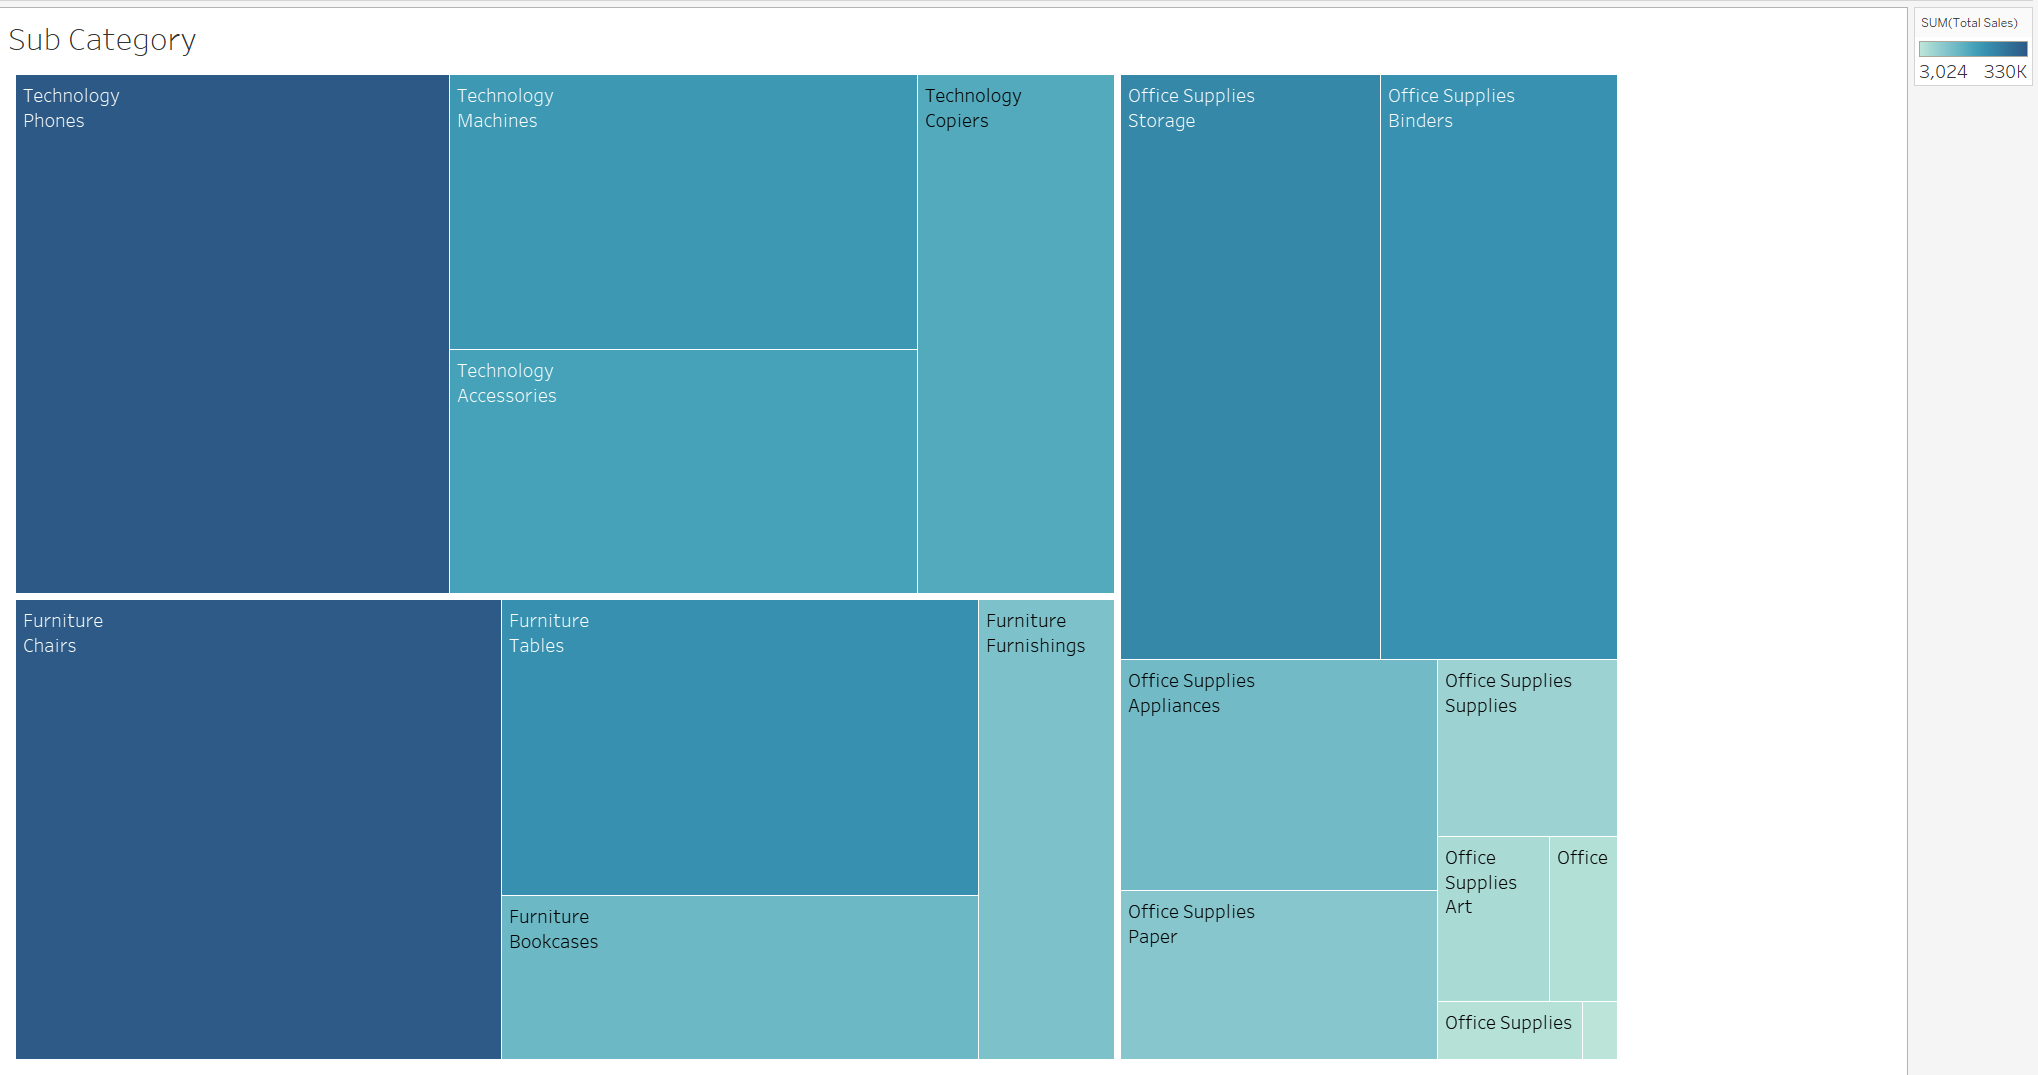 Sub Category
SUM(Total Sales)
3,024 330K
Technology
Phones
Technology
Machines
Technology
Accessories
Technology
Copiers
Furniture
Chairs
Furniture
Tables
Furniture
Bookcases
Furniture
Furnishings
Office Supplies
Storage
Office Supplies
Binders
Office Supplies
Appliances
Office Supplies
Paper
Office Supplies
Supplies
Office
Supplies
Art
Office
Office Supplies